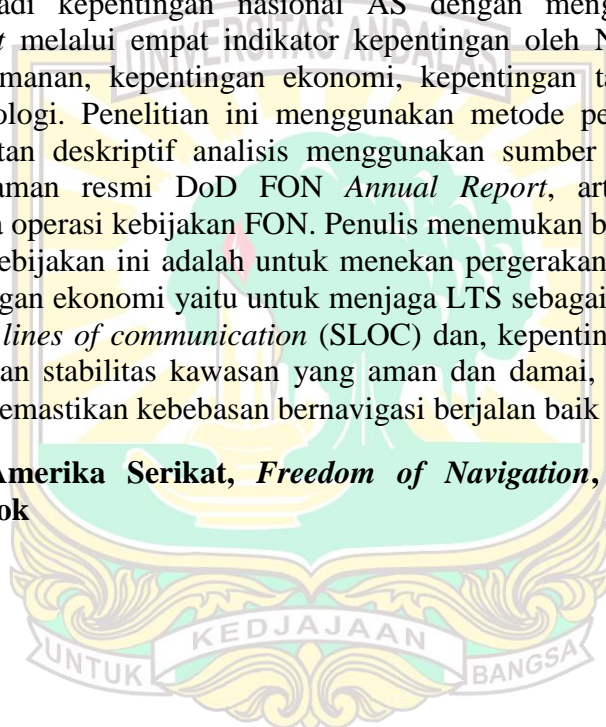 adi kepentingan nasional AS dengan meng
t melalui empat indikator kepentingan oleh N
manan, kepentingan ekonomi, kepentingan ta
ologi. Penelitian ini menggunakan metode pe
tan deskriptif analisis menggunakan sumber
aman resmi DoD FON Annual Report, art
a operasi kebijakan FON. Penulis menemukan b
ebijakan ini adalah untuk menekan pergerakan
gan ekonomi yaitu untuk menjaga LTS sebagai
lines of communication (SLOC) dan, kepenting
an stabilitas kawasan yang aman dan damai,
emastikan kebebasan bernavigasi berjalan baik
Amerika Serikat, Freedom of Navigation,
ok
UNIVERSITAS ANDALAS
KEDJAJAAN
UNTUK
BANGSA